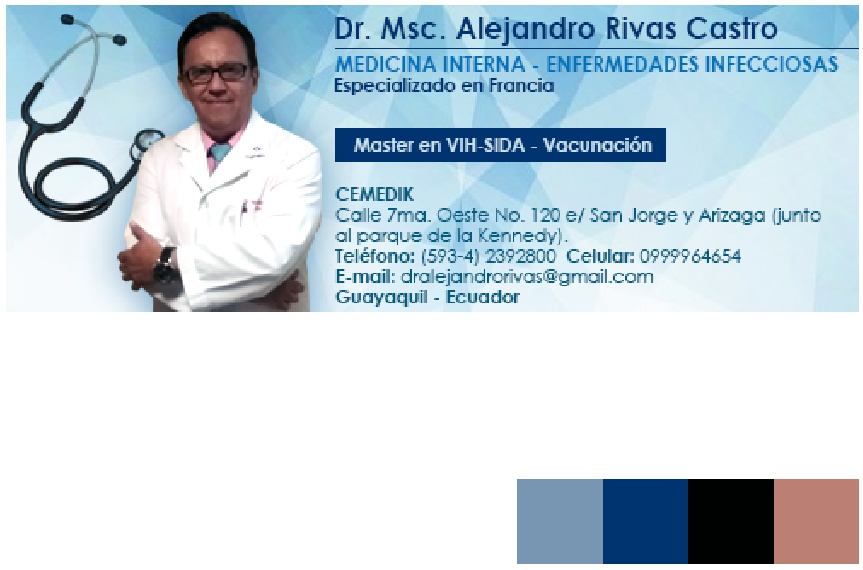 Dr. Msc. Alejandro Rivas Castro
MEDICINA INTERNA - ENFERMEDADES INFECCIOSAS
Especializado en Francia
Master en VIH-SIDA - Vacunación
CEMEDIK
Calle 7ma. Oeste No. 120 e/ San Jorge y Arizaga (junto
al parque de la Kennedy).
Teléfono: (593-4) 2392800 Celular: 0999964654
E-mail: dralejandrorivas@gmail.com
Guayaquil - Ecuador